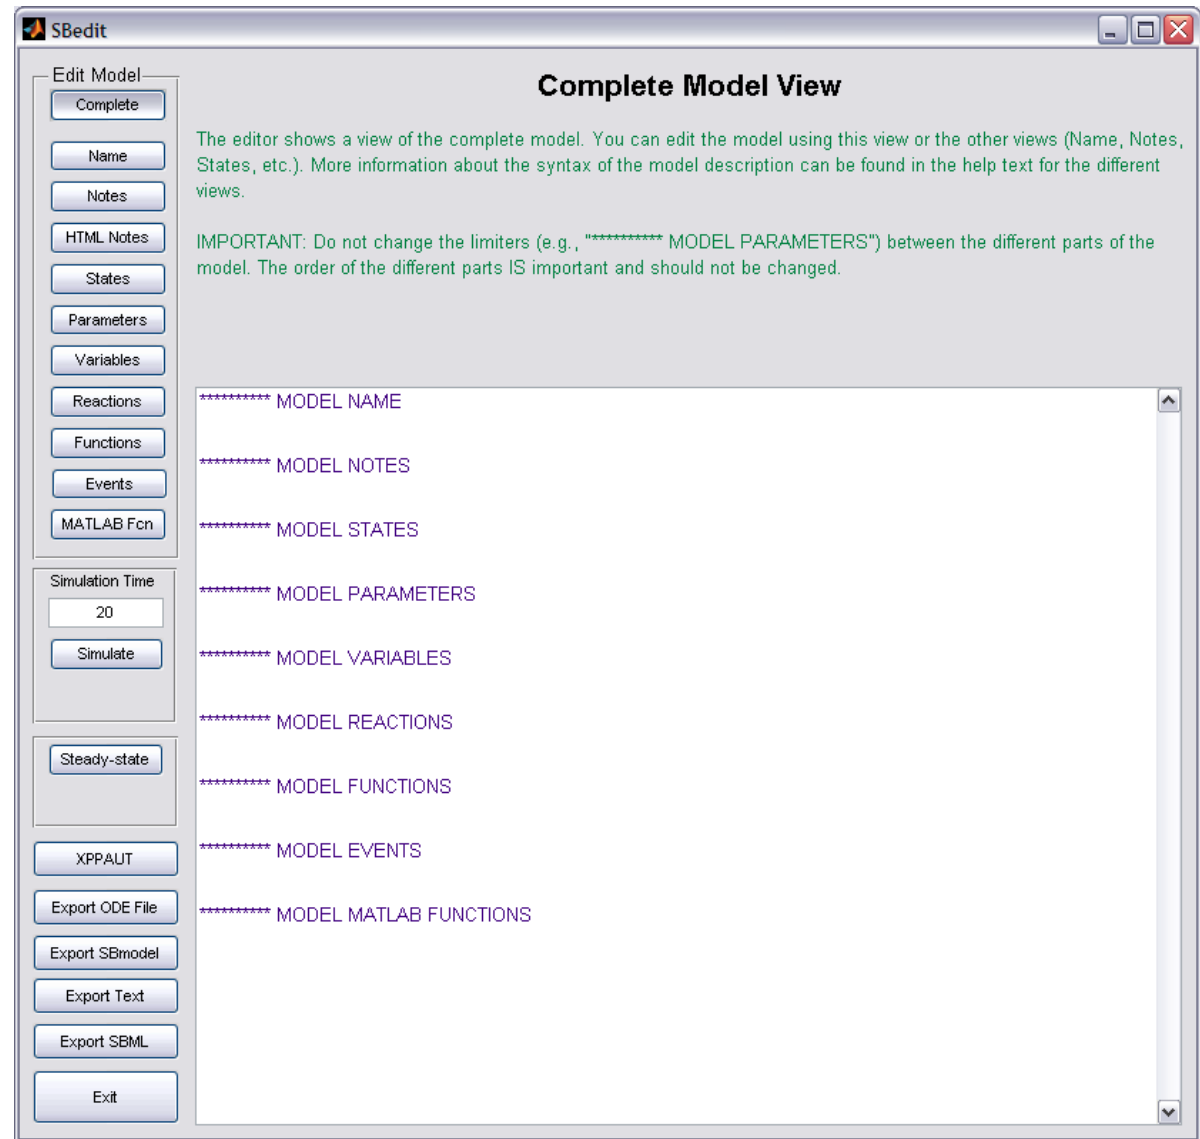 SBedit
Edit Model
Complete
Name
Notes
HTML Notes
States
Parameters
Variables
Reactions
Functions
Events
MATLAB Fcn
Simulation Time
20
Simulate
Steady-state
XPPAUT
Export ODE File
Export SBmodel
Export Text
Export SBML
Exit
Complete Model View
The editor shows a view of the complete model. You can edit the model using this view or the other views (Name, Notes,
States, etc.). More information about the syntax of the model description can be found in the help text for the different
views.
IMPORTANT: Do not change the limiters (e.g., "********** MODEL PARAMETERS") between the different parts of the
model. The order of the different parts IS important and should not be changed.
********** MODEL NAME
********** MODEL NOTES
********** MODEL STATES
********** MODEL PARAMETERS
********** MODEL VARIABLES
********** MODEL REACTIONS
********** MODEL FUNCTIONS
********** MODEL EVENTS
********** MODEL MATLAB FUNCTIONS